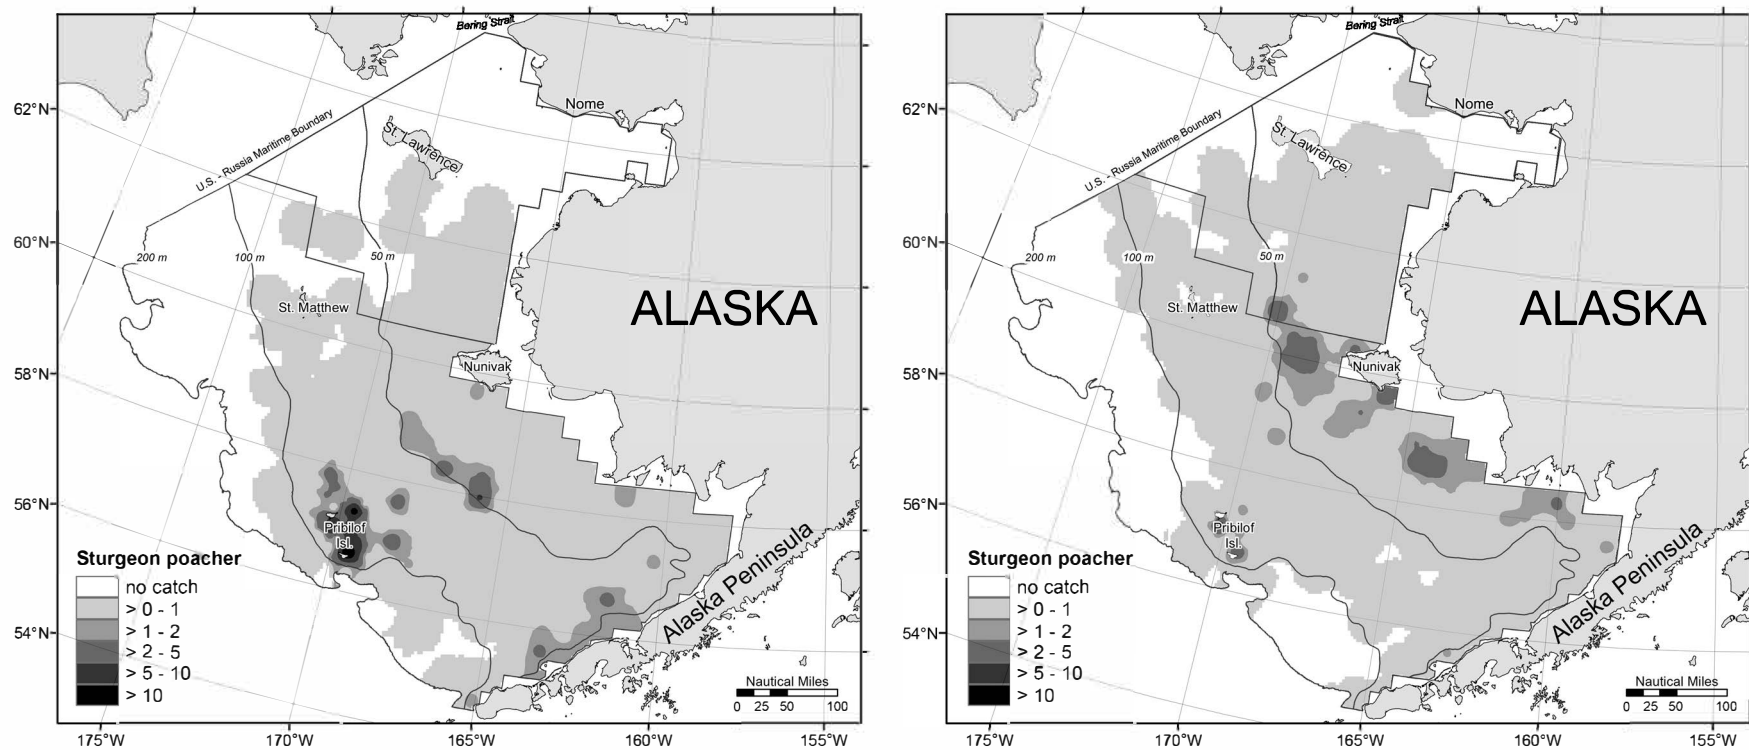 Bering Strait
Nome
62°N
St. Lawrence
U.S. - Russia Maritime Boundary
60°N
200 m
100 m
50 m
St. Matthew
ALASKA
58°N
Nunivak
56°N
Pribilof
Isl.
Alaska Peninsula
Sturgeon poacher
no catch
> 0 - 1
> 1 - 2
> 2 - 5
> 5 - 10
> 10
54°N
Nautical Miles
0 25 50 100
175°W 170°W 165°W 160°W 155°W
Bering Strait
Nome
62°N
St. Lawrence
U.S. - Russia Maritime Boundary
60°N
200 m
100 m
50 m
St. Matthew
ALASKA
58°N
Nunivak
56°N
Pribilof
Isl.
Alaska Peninsula
Sturgeon poacher
no catch
> 0 - 1
> 1 - 2
> 2 - 5
> 5 - 10
> 10
54°N
Nautical Miles
0 25 50 100
175°W 170°W 165°W 160°W 155°W